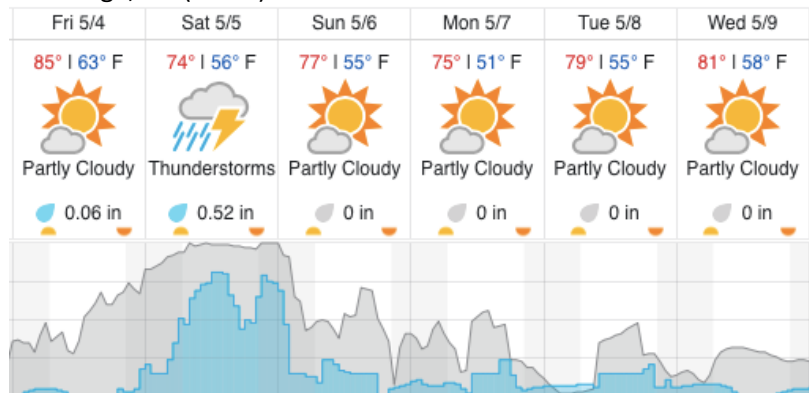 Fri 5/4 Sat 5/5 Sun 5/6 Mon 5/7 Tue 5/8 Wed 5/9
85° | 63° F 74° | 56° F 77° | 55° F 75° | 51° F 79° | 55° F 81° | 58° F
Partly Cloudy Thunderstorms Partly Cloudy Partly Cloudy Partly Cloudy Partly Cloudy
0.06 in 0.52 in 0 in 0 in 0 in 0 in